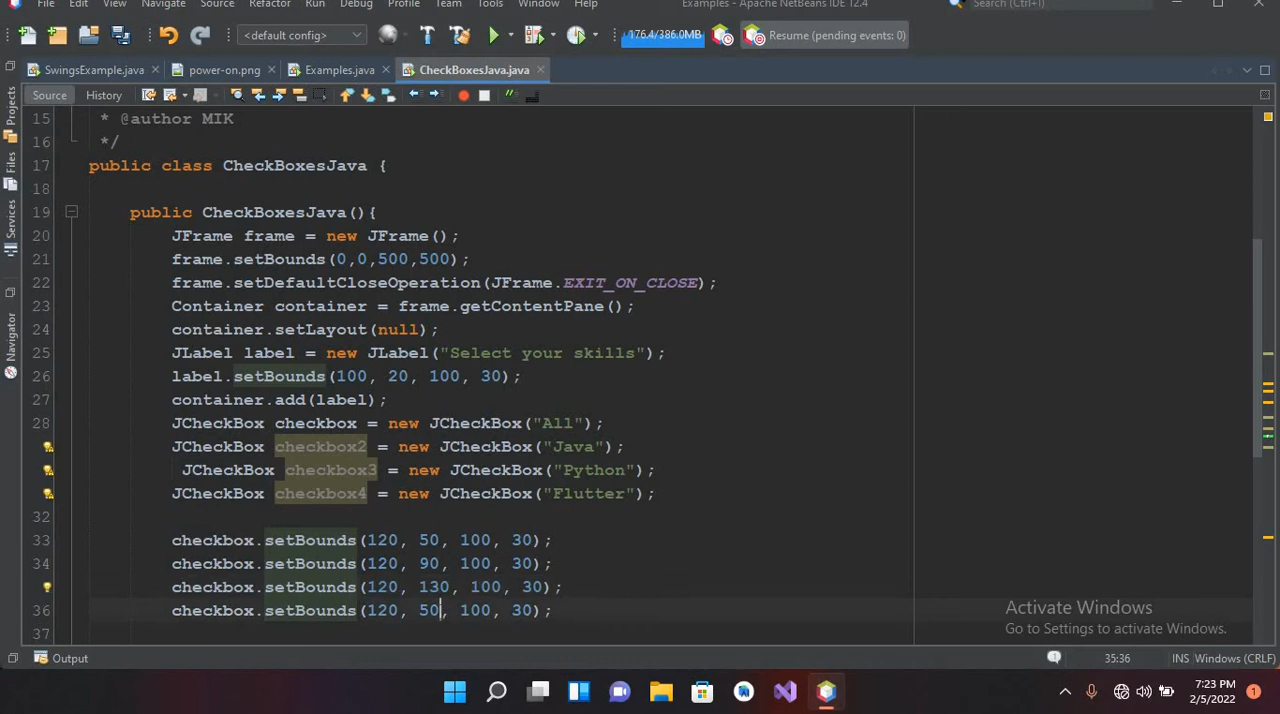 File Edit View Navigate Source Refactor Run Debug Profile Team Tools Window Help Examples - Apache NetBeans IDE 12.4 Search (Ctrl+I)
<default config> 176.4/386.0MB Resume (pending events: 0)
SwingsExample.java power-on.png Examples.java CheckBoxesJava.java
Source History
Projects
Files
Services
Navigator
15 * @author MIK
16 */
17 public class CheckBoxesJava {
18
19 public CheckBoxesJava(){
20 JFrame frame = new JFrame();
21 frame.setBounds(0,0,500,500);
22 frame.setDefaultCloseOperation(JFrame.EXIT_ON_CLOSE);
23 Container container = frame.getContentPane();
24 container.setLayout(null);
25 JLabel label = new JLabel("Select your skills");
26 label.setBounds(100, 20, 100, 30);
27 container.add(label);
28 JCheckBox checkbox = new JCheckBox("All");
JCheckBox checkbox2 = new JCheckBox("Java");
JCheckBox checkbox3 = new JCheckBox("Python");
JCheckBox checkbox4 = new JCheckBox("Flutter");
32
33 checkbox.setBounds(120, 50, 100, 30);
34 checkbox.setBounds(120, 90, 100, 30);
checkbox.setBounds(120, 130, 100, 30);
36 checkbox.setBounds(120, 50, 100, 30);
37
Activate Windows
Go to Settings to activate Windows.
Output 35:36 INS Windows (CRLF)
7:23 PM
2/5/2022 1